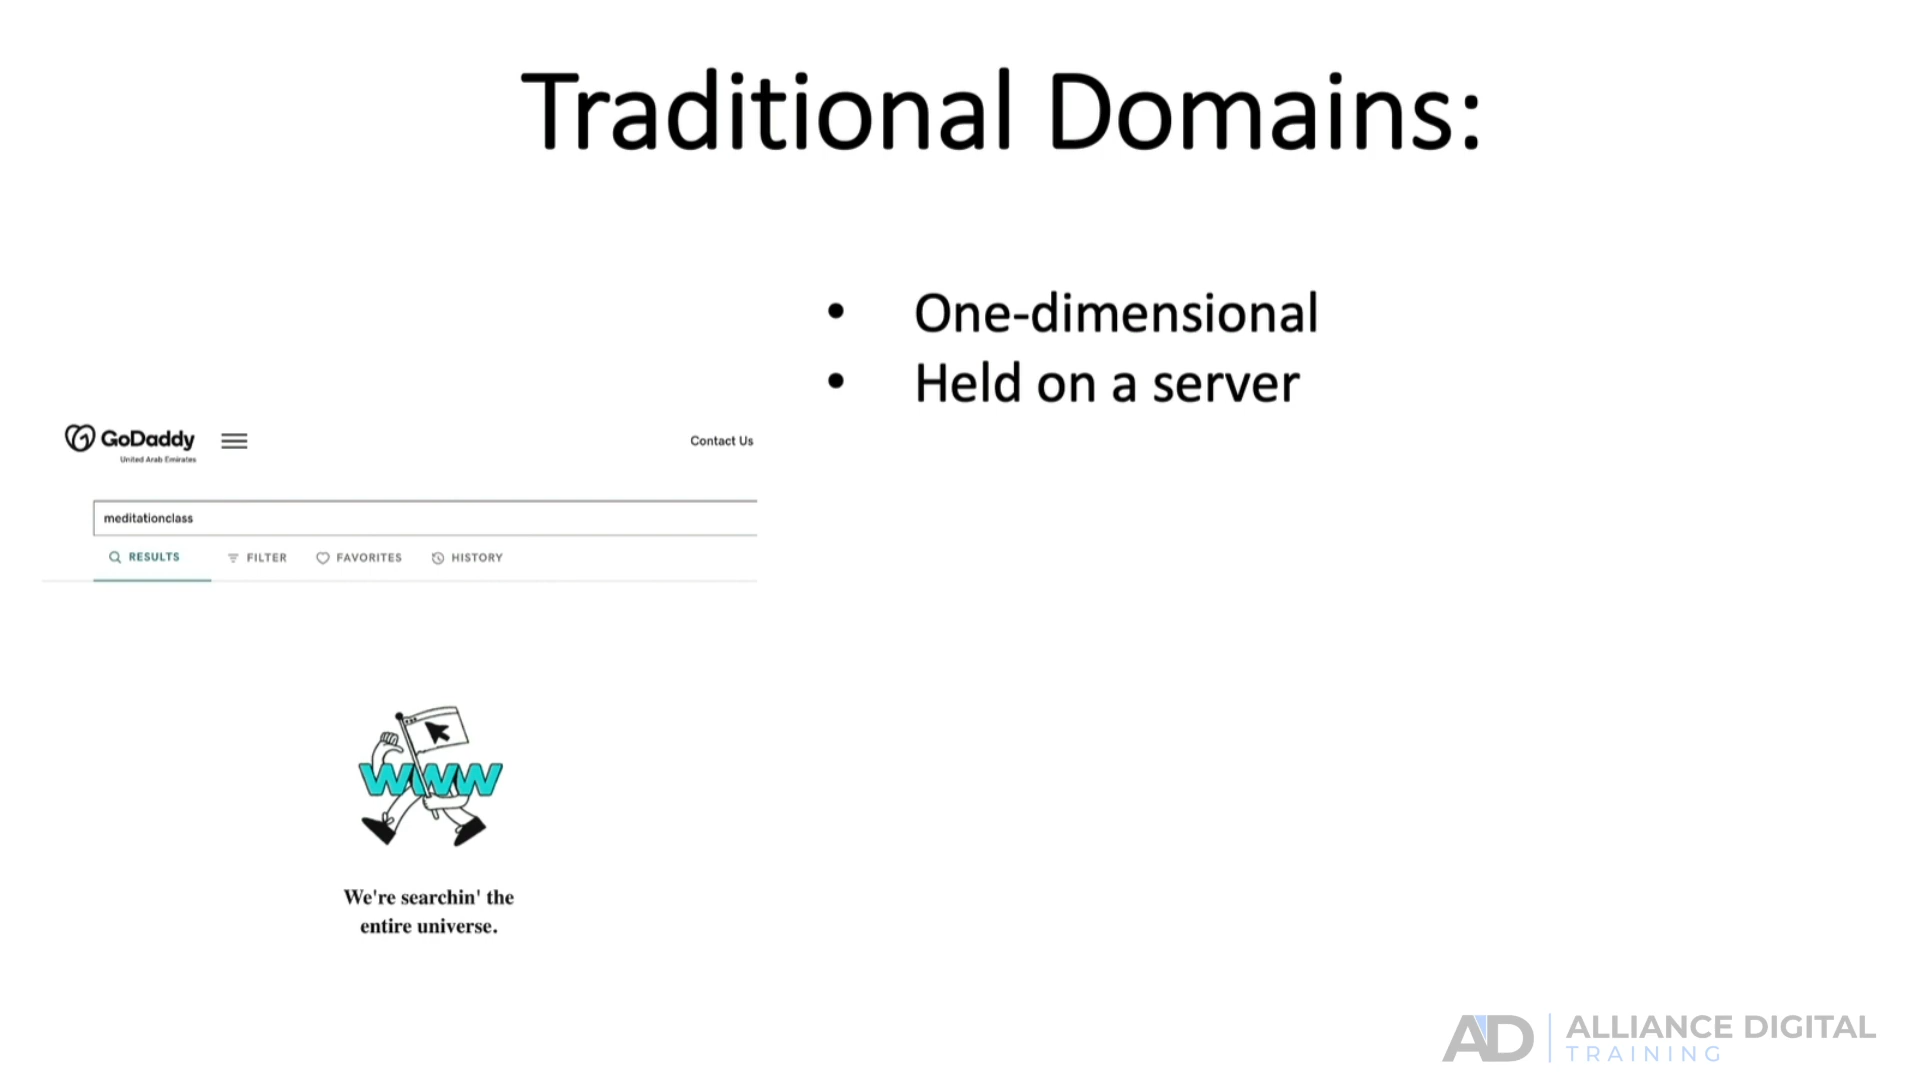 Traditional Domains:
• One-dimensional
• Held on a server
GoDaddy
United Arab Emirates
Contact Us
meditationclass
RESULTS FILTER FAVORITES HISTORY
www
We're searchin' the
entire universe.
AD ALLIANCE DIGITAL
TRAINING